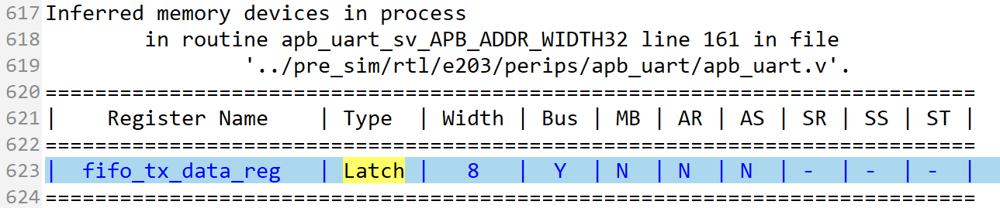 617 Inferred memory devices in process
618         in routine apb_uart_sv_APB_ADDR_WIDTH32 line 161 in file
619                 '../pre_sim/rtl/e203/perips/apb_uart/apb_uart.v'.
620 ===========================================================================
621 |    Register Name    | Type  | Width | Bus | MB | AR | AS | SR | SS | ST |
622 ===========================================================================
623 |  fifo_tx_data_reg   | Latch |  8   |  Y  | N  | N  | N  | -  | -  | -  |
624 ===========================================================================